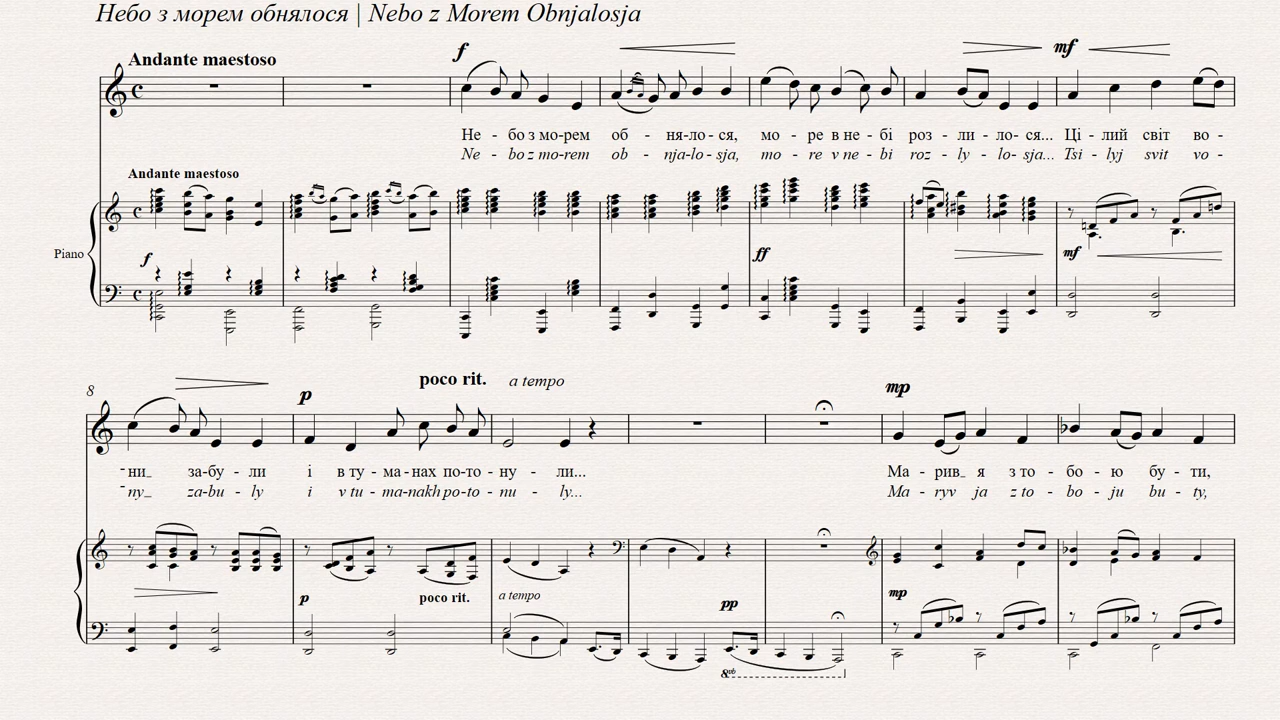 Небо з морем обнялося | Nebo z Morem Obnjalosja
Andante maestoso
f
mf
Не - бо з мо-рем об - ня-ло-ся, мо - ре в не - бі роз - ли - ло-ся... Ці - лий світ во -
Ne - bo z mo-rem ob - nja-lo-sja, mo - re v ne - bi roz - ly - lo-sja... Tsi - lyj svit vo -
Andante maestoso
Piano
f
ff
mf
8
p
poco rit.
a tempo
mp
- ни_ за-бу - ли і в ту - ма-нах по-то - ну - ли... Ма - рив_ я з то - бо - ю бу - ти,
- ny_ za-bu - ly i v tu - ma-nakh po-to - nu - ly... Ma - ryv ja z to - bo - ju bu - ty,
p
poco rit.
a tempo
pp
mp
8vb